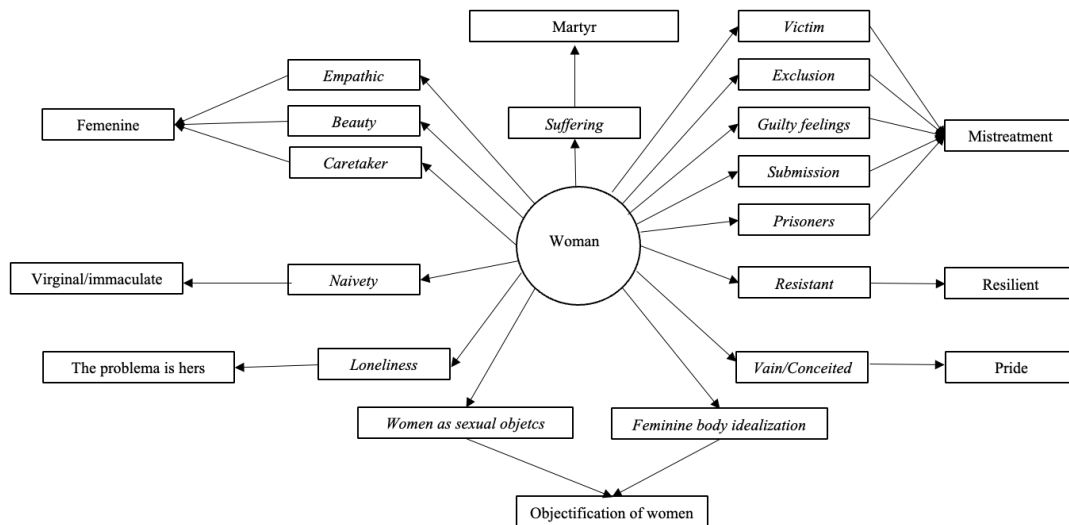 Martyr
Victim
Empathic
Exclusion
Femenine
Beauty
Suffering
Guilty feelings
Mistreatment
Caretaker
Submission
Prisoners
Woman
Virginal/immaculate
Naivety
Resistant
Resilient
The problema is hers
Loneliness
Vain/Conceited
Pride
Women as sexual objetcs
Feminine body idealization
Objectification of women